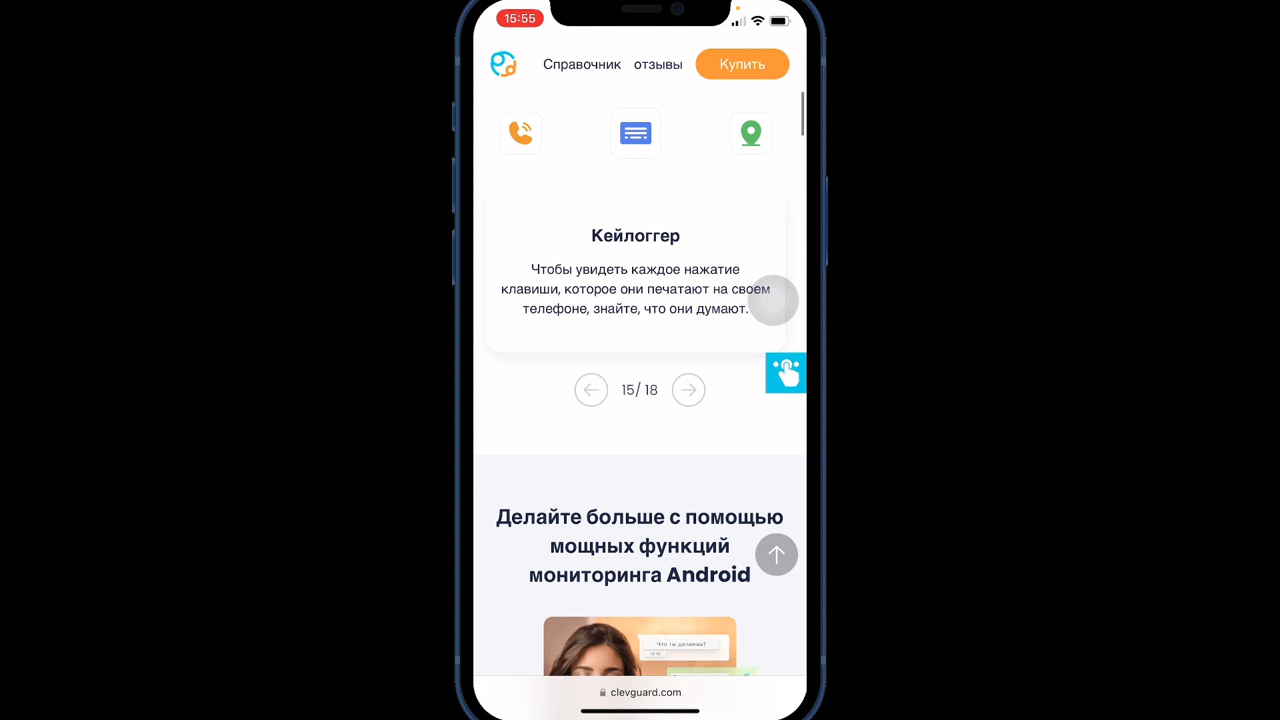 15:55
Справочник отзывы Купить
Кейлоггер
Чтобы увидеть каждое нажатие
клавиши, которое они печатают на своем
телефоне, знайте, что они думают.
15/ 18
Делайте больше с помощью
мощных функций
мониторинга Android
Что ты делаешь?
clevguard.com